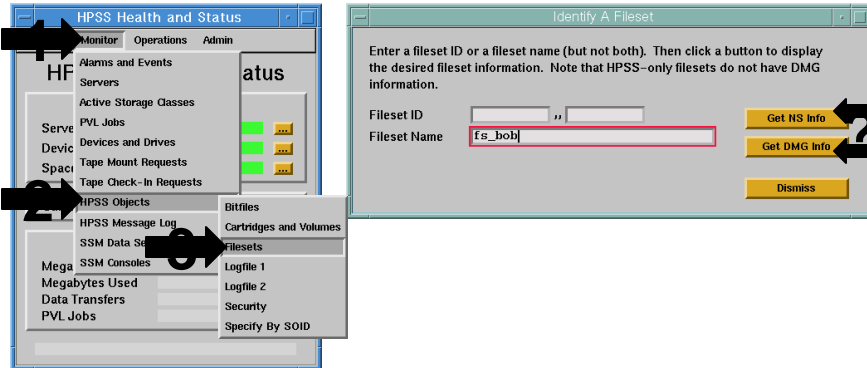 HPSS Health and Status
Monitor Operations Admin
Alarms and Events
Servers
Active Storage Classes
PVL Jobs
Devices and Drives
Tape Mount Requests
Tape Check-In Requests
HPSS Objects
HPSS Message Log
SSM Consoles
Bitfiles
Cartridges and Volumes
Filesets
Logfile 1
Logfile 2
Security
Specify By SOID
Megabytes Used
Data Transfers
PVL Jobs
1
2
3
Identify A Fileset
Enter a fileset ID or a fileset name (but not both). Then click a button to display
the desired fileset information. Note that HPSS-only filesets do not have DMG
information.
Fileset ID ,,
Fileset Name fs_bob
Get NS Info
Get DMG Info
Dismiss